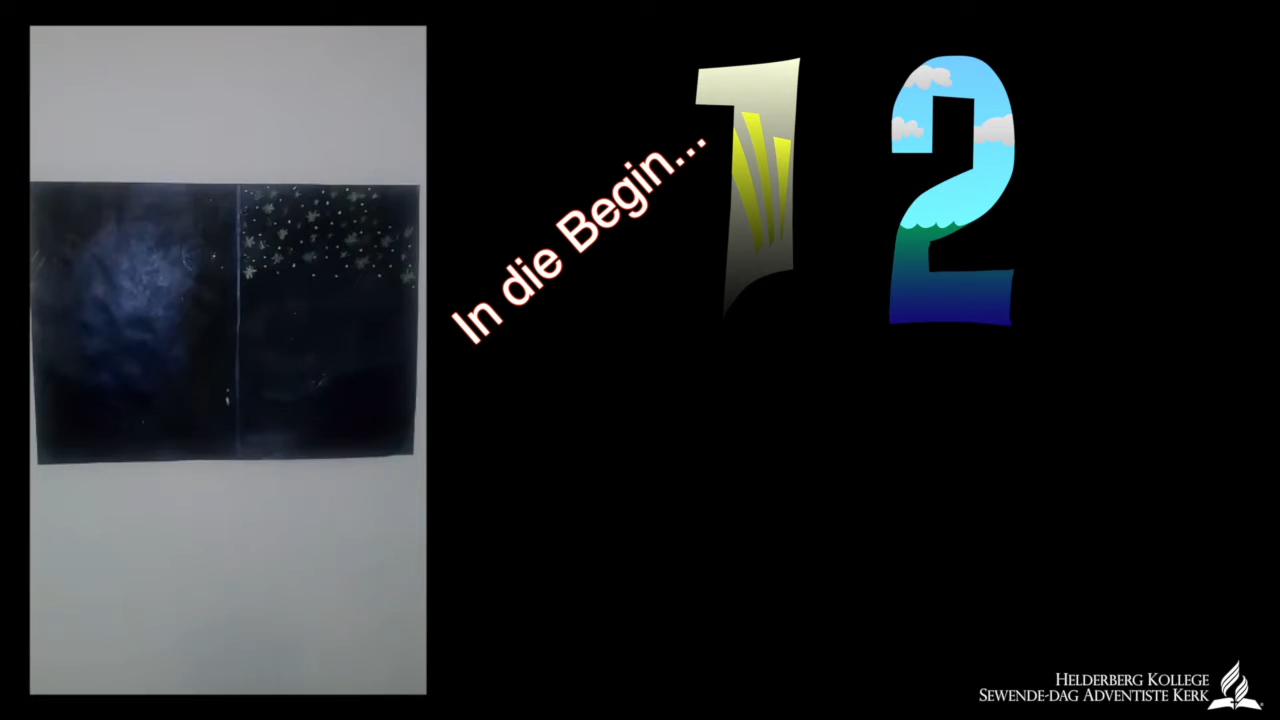 In die Begin...
1 2
HELDERBERG KOLLEGE
SEWENDE-DAG ADVENTISTE KERK